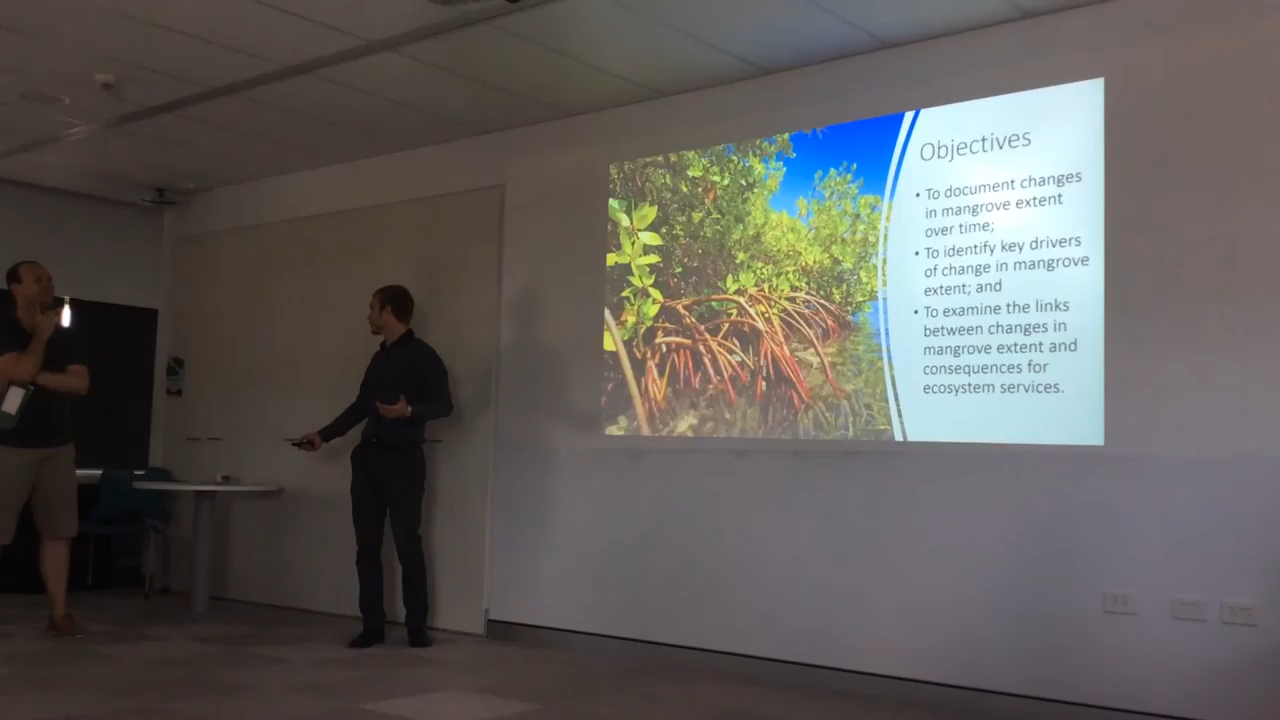 Objectives
• To document changes
in mangrove extent
over time;
• To identify key drivers
of change in mangrove
extent; and
• To examine the links
between changes in
mangrove extent and
consequences for
ecosystem services.